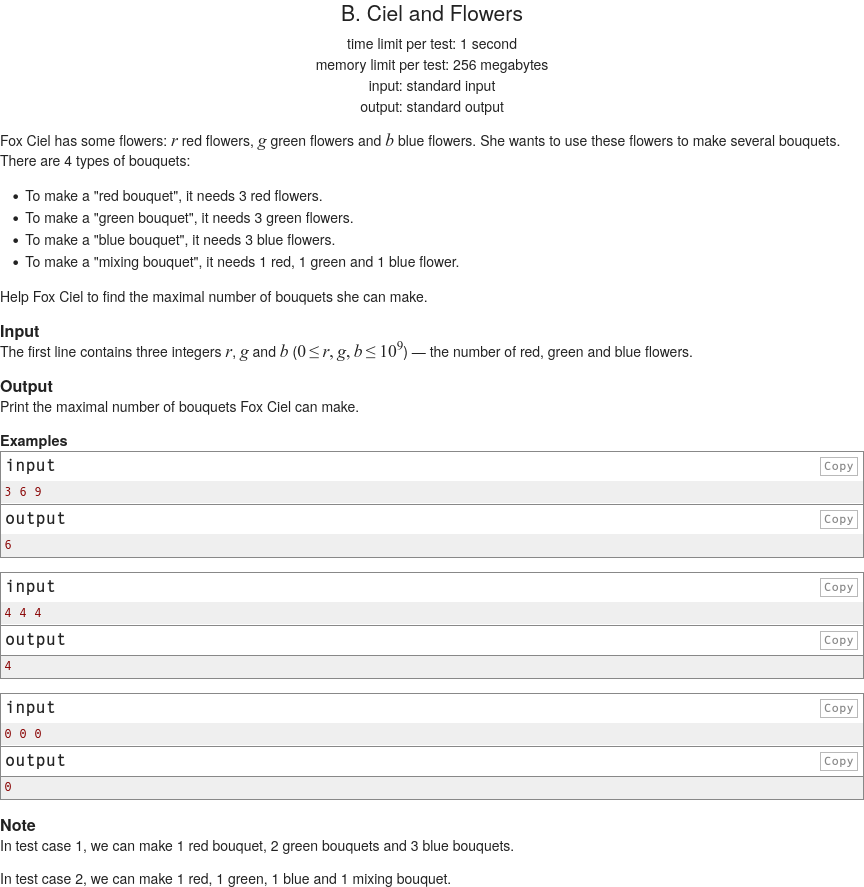 B. Ciel and Flowers
time limit per test: 1 second
memory limit per test: 256 megabytes
input: standard input
output: standard output
Fox Ciel has some flowers: r red flowers, g green flowers and b blue flowers. She wants to use these flowers to make several bouquets.
There are 4 types of bouquets:
• To make a "red bouquet", it needs 3 red flowers.
• To make a "green bouquet", it needs 3 green flowers.
• To make a "blue bouquet", it needs 3 blue flowers.
• To make a "mixing bouquet", it needs 1 red, 1 green and 1 blue flower.
Help Fox Ciel to find the maximal number of bouquets she can make.
Input
The first line contains three integers r, g and b (0 ≤ r, g, b ≤ 10⁹) — the number of red, green and blue flowers.
Output
Print the maximal number of bouquets Fox Ciel can make.
Examples
input Copy
3 6 9
output Copy
6
input Copy
4 4 4
output Copy
4
input Copy
0 0 0
output Copy
0
Note
In test case 1, we can make 1 red bouquet, 2 green bouquets and 3 blue bouquets.
In test case 2, we can make 1 red, 1 green, 1 blue and 1 mixing bouquet.